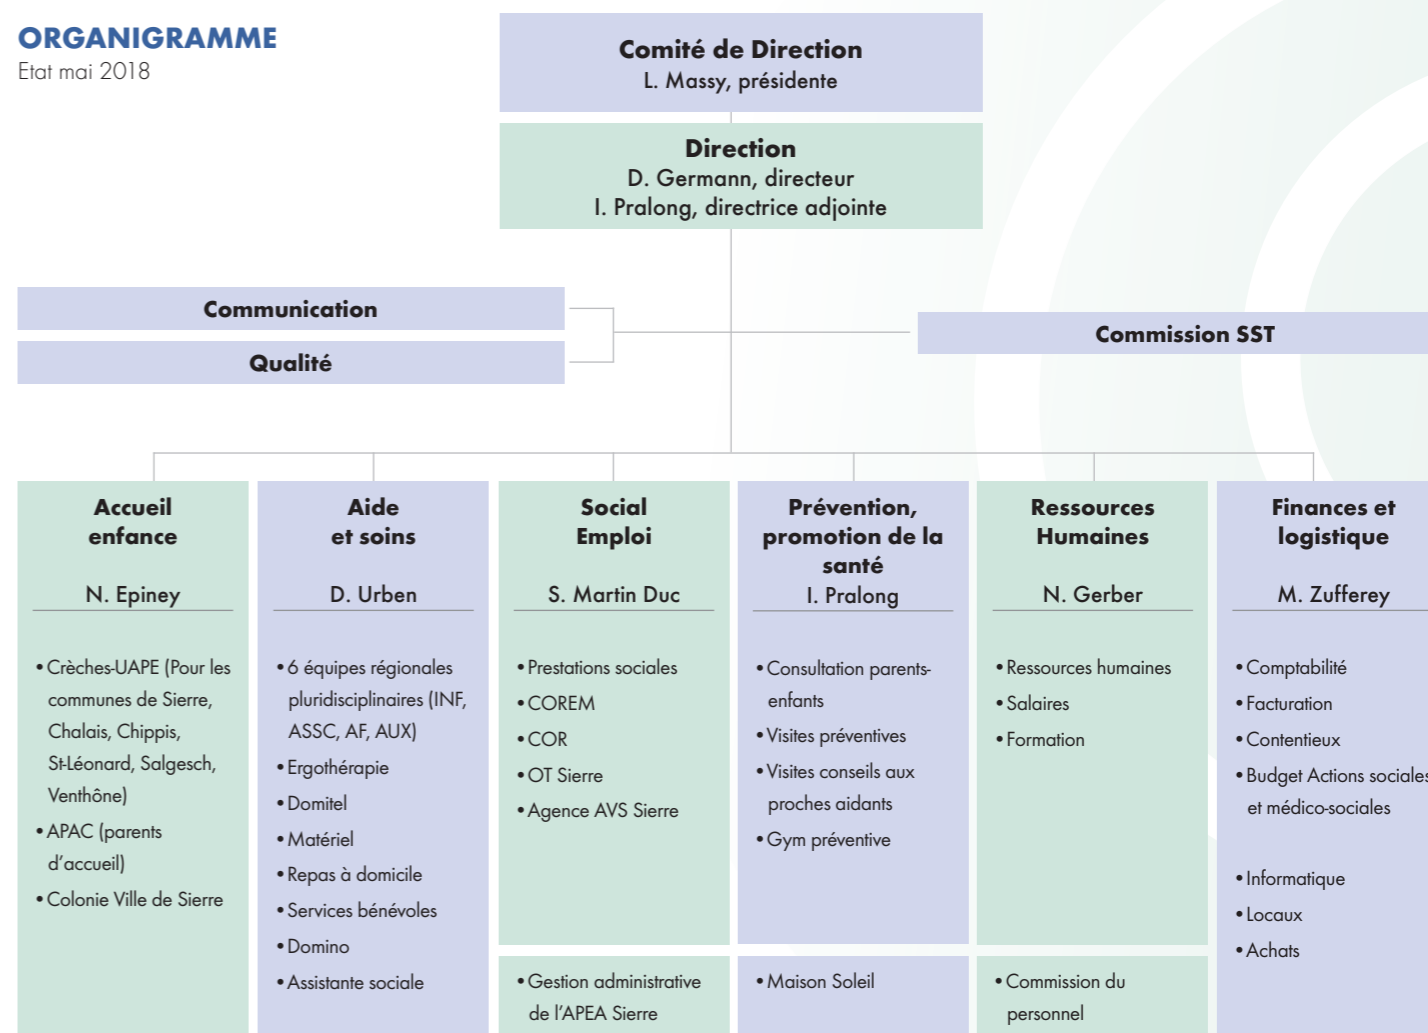 ORGANIGRAMME
Etat mai 2018
Comité de Direction
L. Massy, présidente
Direction
D. Germann, directeur
I. Pralong, directrice adjointe
Communication
Qualité
Commission SST
Accueil
enfance
N. Epiney
• Crèches-UAPE (Pour les
communes de Sierre,
Chalais, Chippis,
St-Léonard, Salgesch,
Venthône)
• APAC (parents
d’accueil)
• Colonie Ville de Sierre
Aide
et soins
D. Urben
• 6 équipes régionales
pluridisciplinaires (INF,
ASSC, AF, AUX)
• Ergothérapie
• Domitel
• Matériel
• Repas à domicile
• Services bénévoles
• Domino
• Assistante sociale
Social
Emploi
S. Martin Duc
• Prestations sociales
• COREM
• COR
• OT Sierre
• Agence AVS Sierre
• Gestion administrative
de l’APEA Sierre
Prévention,
promotion de la
santé
I. Pralong
• Consultation parents-
enfants
• Visites préventives
• Visites conseils aux
proches aidants
• Gym préventive
• Maison Soleil
Ressources
Humaines
N. Gerber
• Ressources humaines
• Salaires
• Formation
• Commission du
personnel
Finances et
logistique
M. Zufferey
• Comptabilité
• Facturation
• Contentieux
• Budget Actions sociales
et médico-sociales
• Informatique
• Locaux
• Achats